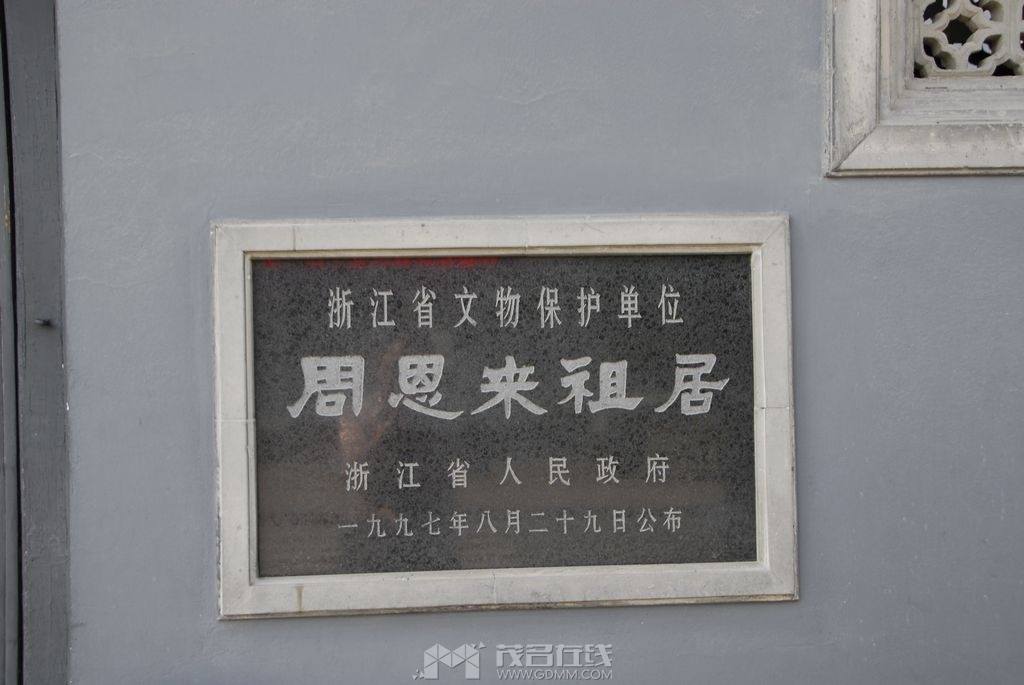 浙江省文物保护单位
周恩来祖居
浙江省人民政府
一九九七年八月二十九日公布
茂名在线
WWW.GDMM.COM